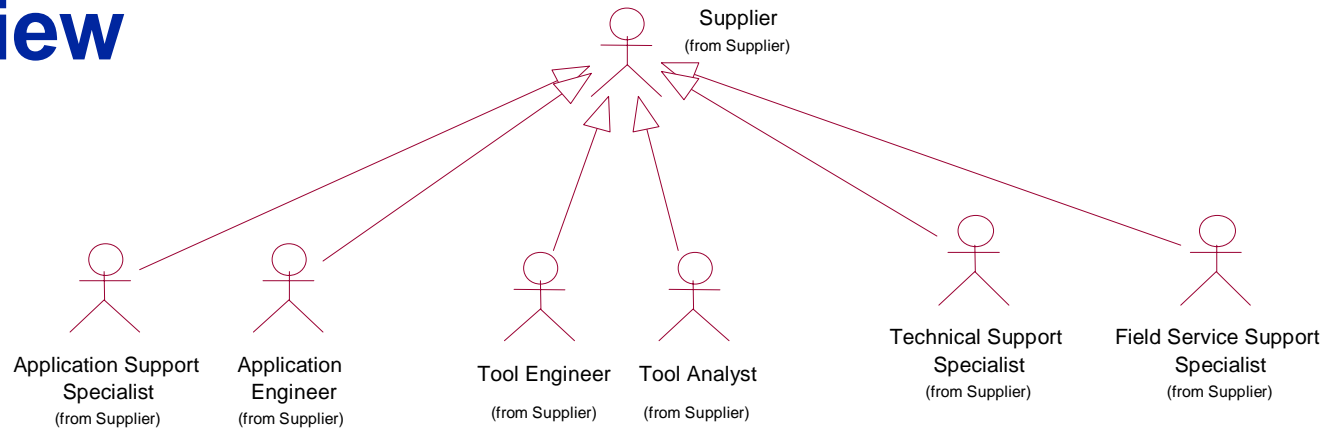 iew
Supplier
(from Supplier)
Application Support
Specialist
(from Supplier)
Application
Engineer
(from Supplier)
Tool Engineer
(from Supplier)
Tool Analyst
(from Supplier)
Technical Support
Specialist
(from Supplier)
Field Service Support
Specialist
(from Supplier)